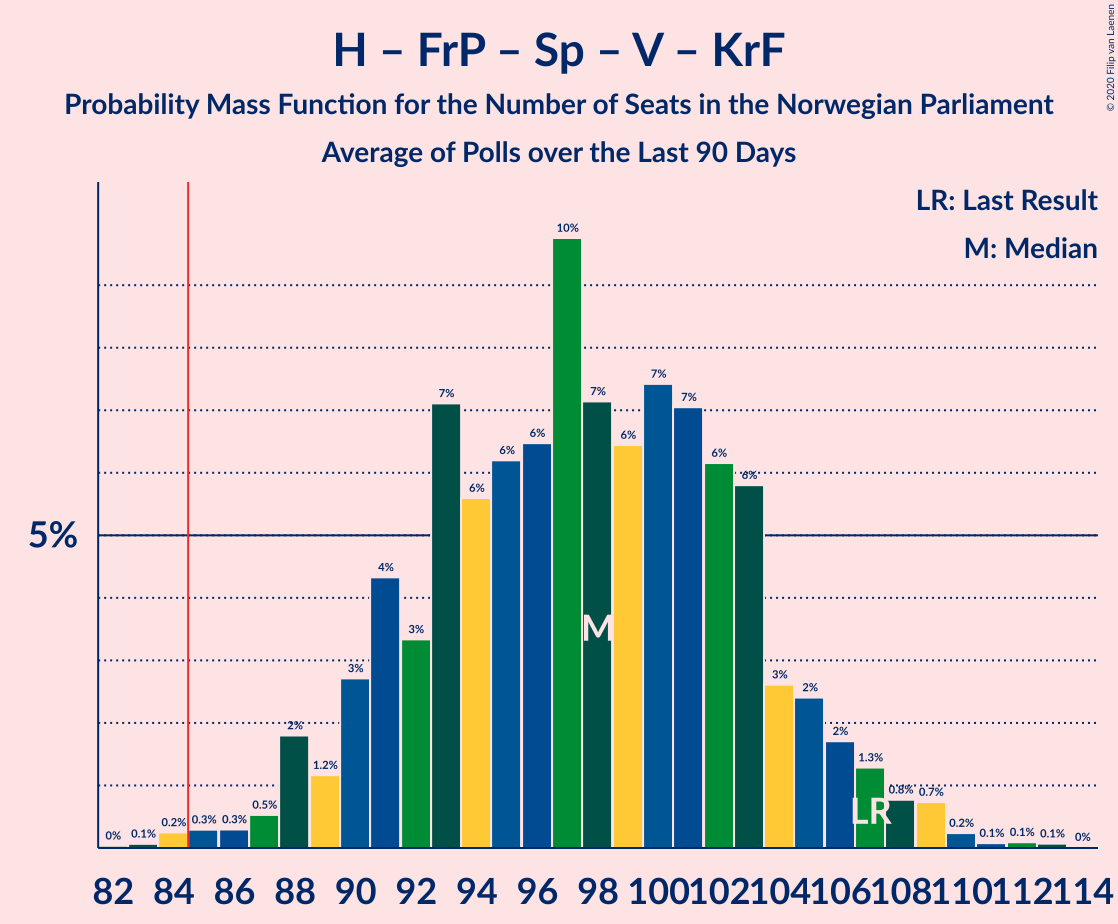 H – FrP – Sp – V – KrF
Probability Mass Function for the Number of Seats in the Norwegian Parliament
Average of Polls over the Last 90 Days
© 2020 Filip van Laenen
LR: Last Result
M: Median
5%
0% 0.1% 0.2% 0.3% 0.3% 0.5% 2% 1.2% 3% 4% 3% 7% 6% 6% 6% 10% 7% 6% 7% 7% 6% 6% 3% 2% 2% 1.3% 0.8% 0.7% 0.2% 0.1% 0.1% 0.1% 0%
M
LR
82 84 86 88 90 92 94 96 98 100 102 104 106 108 110 112 114